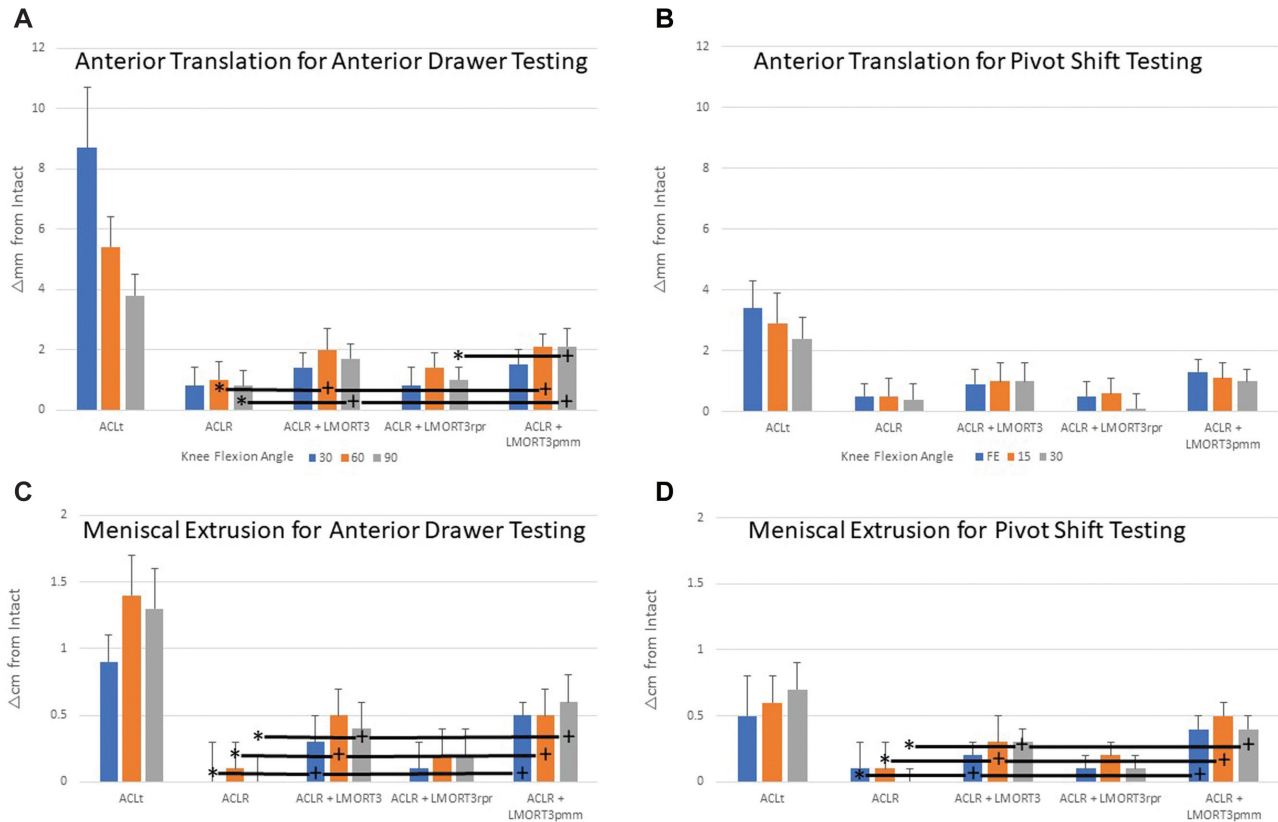 A
Anterior Translation for Anterior Drawer Testing
△mm from Intact
12
10
8
6
4
2
0
*
* + +
* + +
* +
ACLt ACLR ACLR + LMORT3 ACLR + LMORT3rpr ACLR +
LMORT3pmm
Knee Flexion Angle 30 60 90
B
Anterior Translation for Pivot Shift Testing
△mm from Intact
12
10
8
6
4
2
0
ACLt ACLR ACLR + LMORT3 ACLR + LMORT3rpr ACLR +
LMORT3pmm
Knee Flexion Angle FE 15 30
C
Meniscal Extrusion for Anterior Drawer Testing
△cm from Intact
2
1.5
1
0.5
0
* + +
* + +
* + +
ACLt ACLR ACLR + LMORT3 ACLR + LMORT3rpr ACLR +
LMORT3pmm
D
Meniscal Extrusion for Pivot Shift Testing
△cm from Intact
2
1.5
1
0.5
0
* + +
* + +
* + +
ACLt ACLR ACLR + LMORT3 ACLR + LMORT3rpr ACLR +
LMORT3pmm